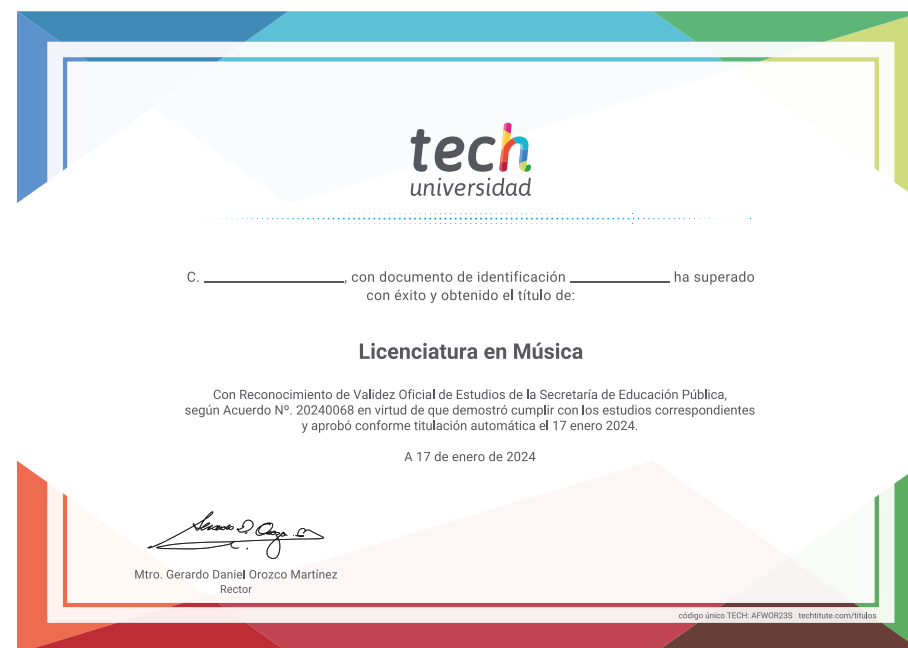 tech
universidad
C. ____________, con documento de identificación ____________ ha superado
con éxito y obtenido el título de:
Licenciatura en Música
Con Reconocimiento de Validez Oficial de Estudios de la Secretaría de Educación Pública,
según Acuerdo Nº. 20240068 en virtud de que demostró cumplir con los estudios correspondientes
y aprobó conforme titulación automática el 17 enero 2024.
A 17 de enero de 2024
Mtro. Gerardo Daniel Orozco Martínez
Rector
código único TECH: AFWOR23S techtitute.com/titulos